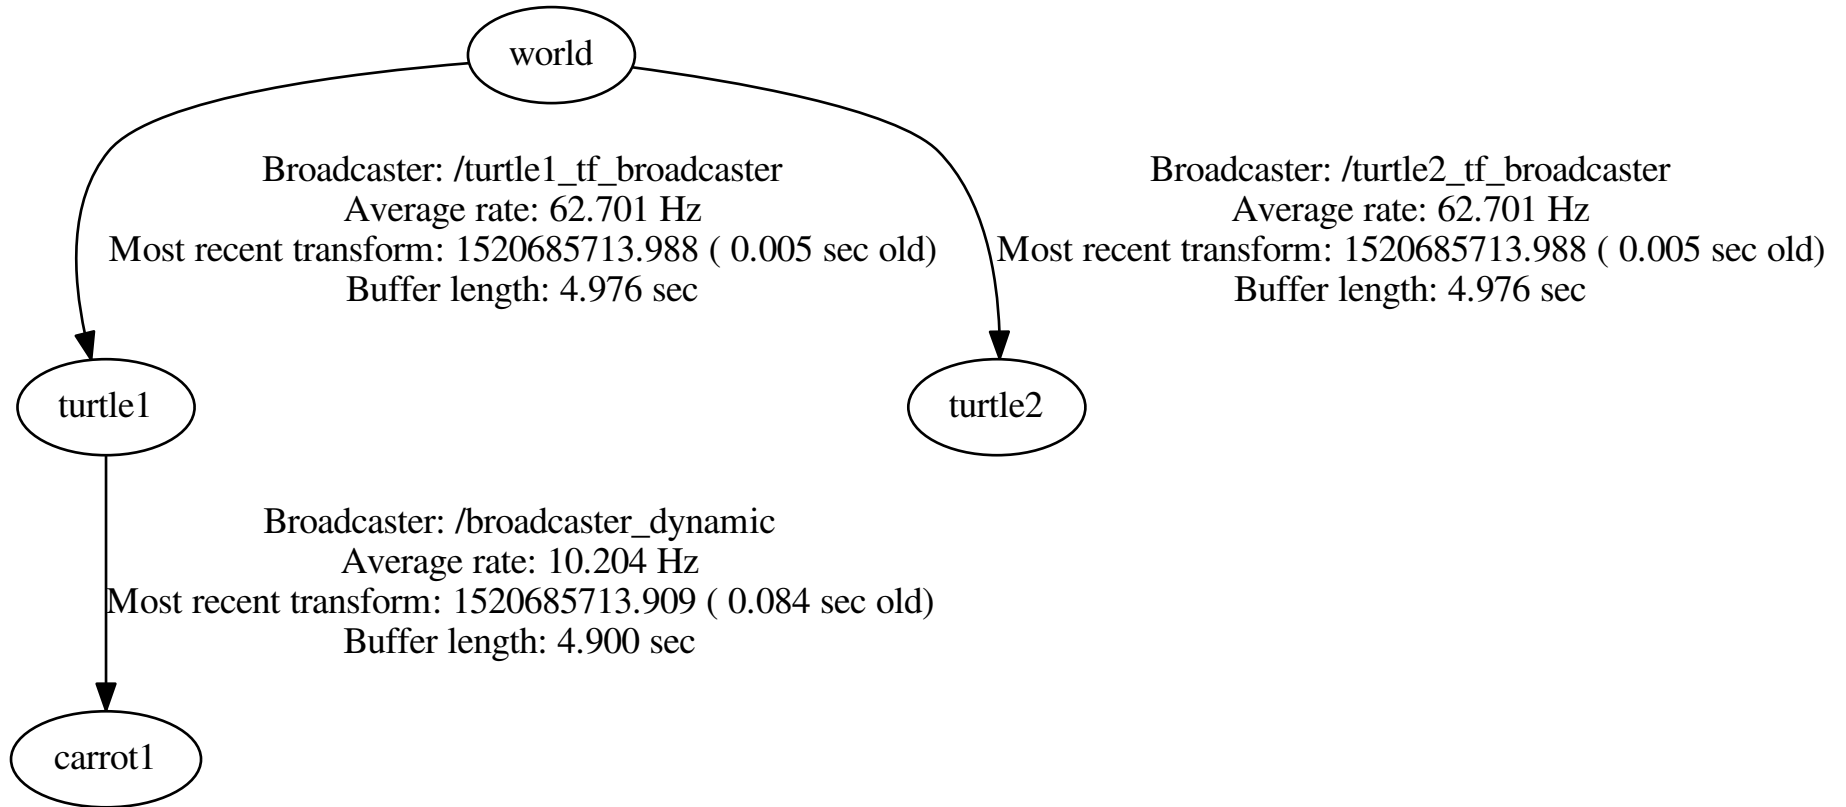 world
Broadcaster: /turtle1_tf_broadcaster
Average rate: 62.701 Hz
Most recent transform: 1520685713.988 ( 0.005 sec old)
Buffer length: 4.976 sec
Broadcaster: /turtle2_tf_broadcaster
Average rate: 62.701 Hz
Most recent transform: 1520685713.988 ( 0.005 sec old)
Buffer length: 4.976 sec
turtle1
turtle2
Broadcaster: /broadcaster_dynamic
Average rate: 10.204 Hz
Most recent transform: 1520685713.909 ( 0.084 sec old)
Buffer length: 4.900 sec
carrot1